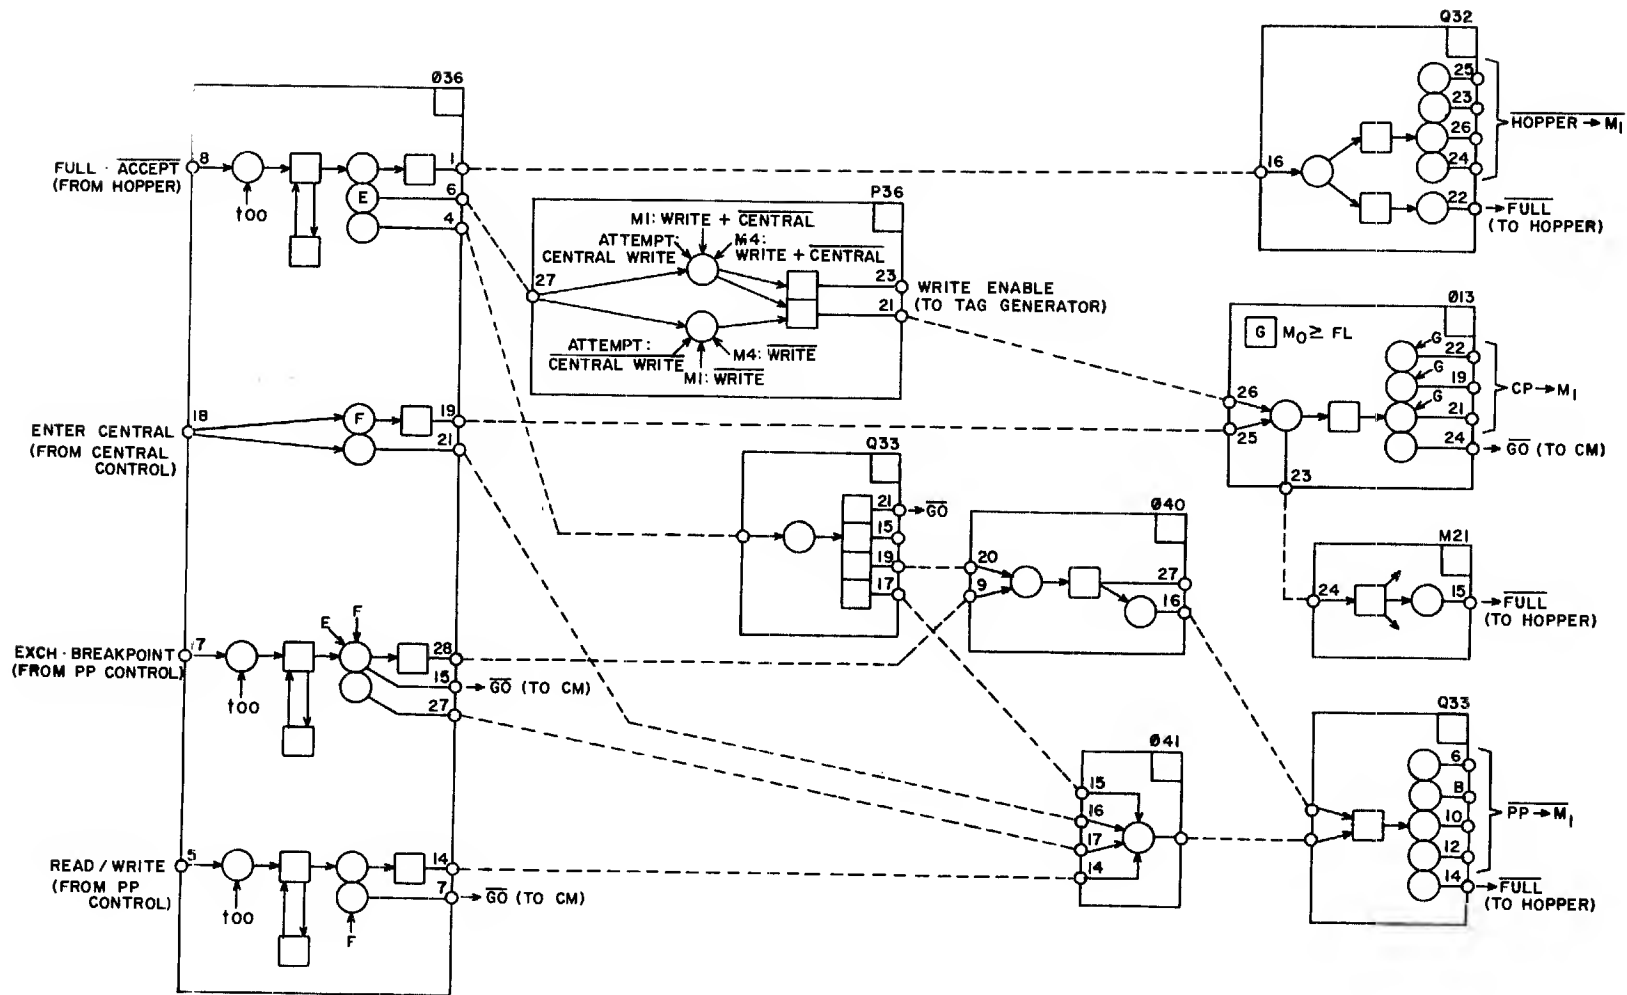 Ø36
FULL · ACCEPT
(FROM HOPPER)
8
too
E
1
6
4
ENTER CENTRAL
(FROM CENTRAL
CONTROL)
18
F
19
21
EXCH · BREAKPOINT
(FROM PP CONTROL)
7
too
E
F
28
15
GO (TO CM)
27
READ / WRITE
(FROM PP
CONTROL)
5
too
F
14
7
GO (TO CM)
P36
27
M1: WRITE + CENTRAL
ATTEMPT:
CENTRAL WRITE
M4:
WRITE + CENTRAL
ATTEMPT:
CENTRAL WRITE
M4: WRITE
M1: WRITE
23
21
WRITE ENABLE
(TO TAG GENERATOR)
Q33
21
GO
15
19
17
Ø40
20
9
27
16
Ø41
15
16
17
14
Q32
16
25
23
26
24
HOPPER → M1
22
FULL
(TO HOPPER)
Ø13
G M0 ≥ FL
26
25
G
22
G
19
G
21
CP → M1
24
GO (TO CM)
23
M21
24
15
FULL
(TO HOPPER)
Q33
6
8
10
12
PP → M1
14
FULL
(TO HOPPER)